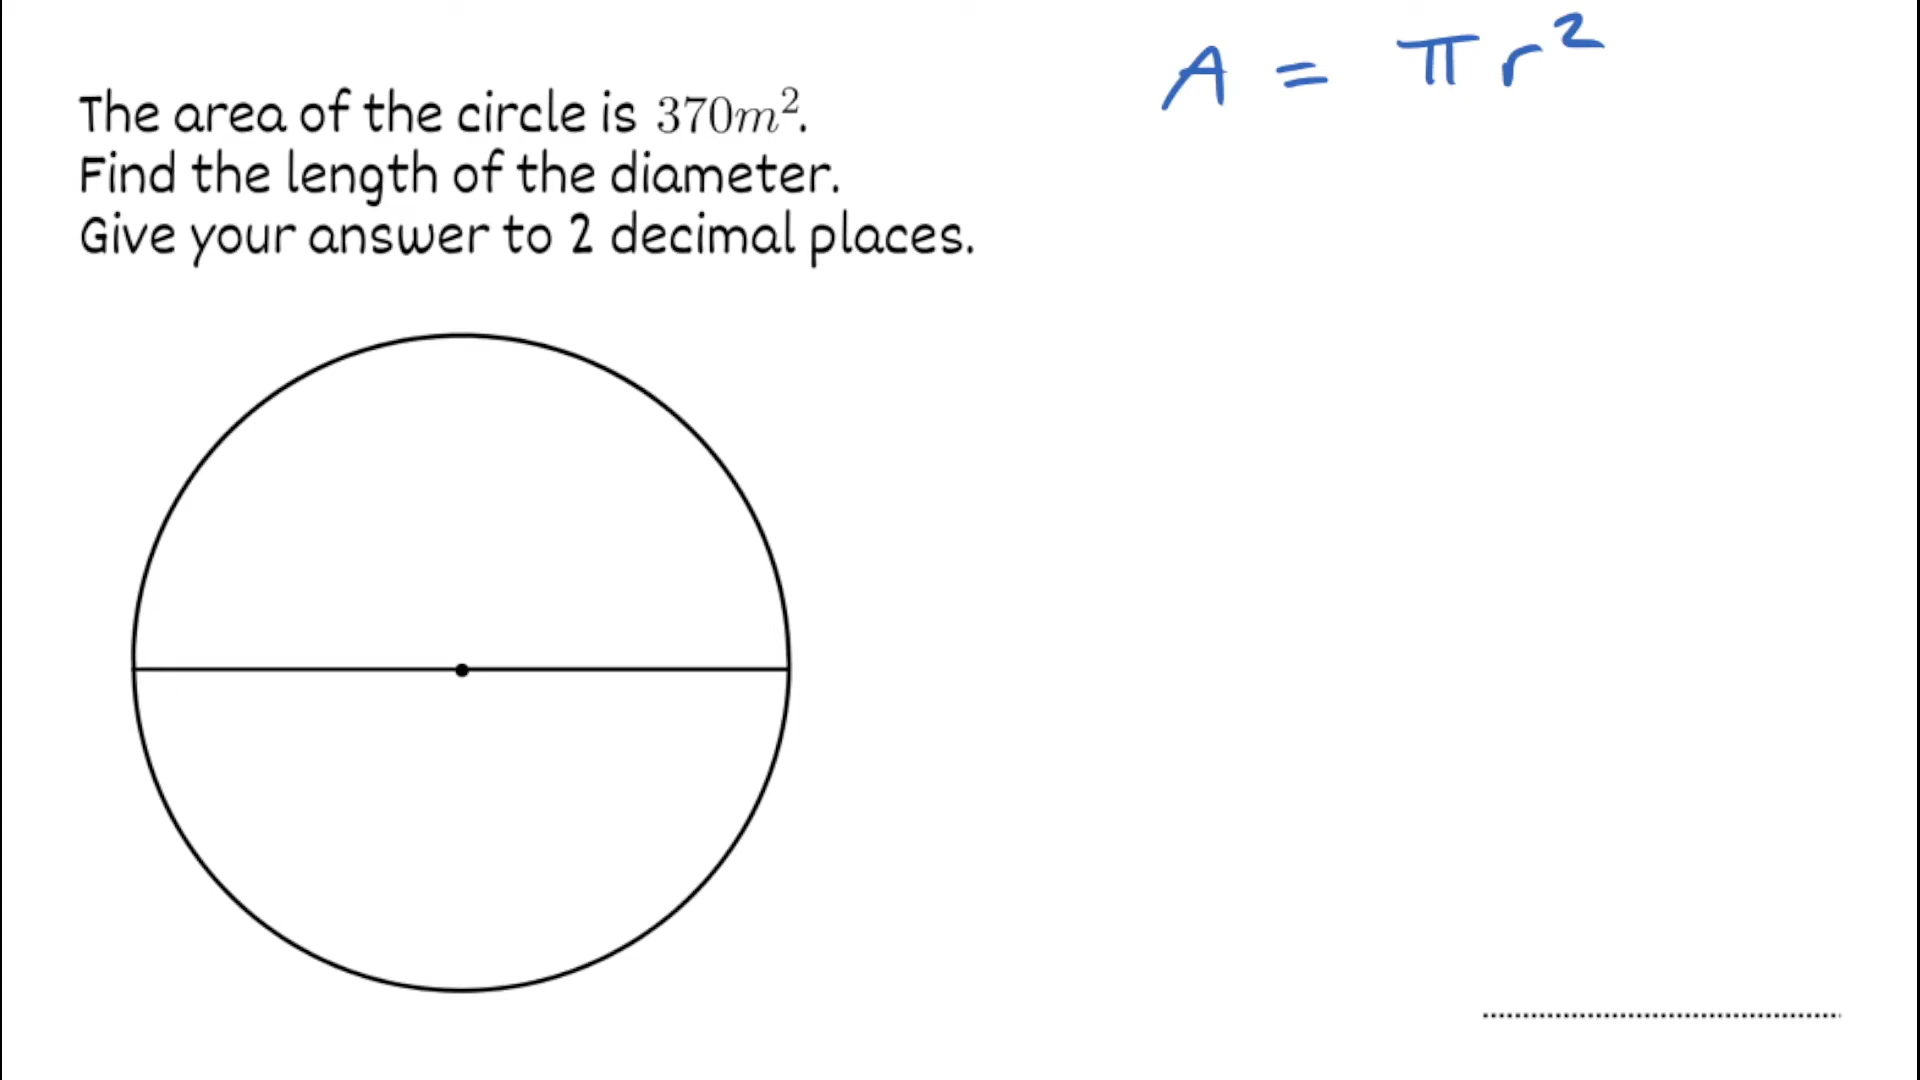 The area of the circle is 370m².
Find the length of the diameter.
Give your answer to 2 decimal places.
A = πr²